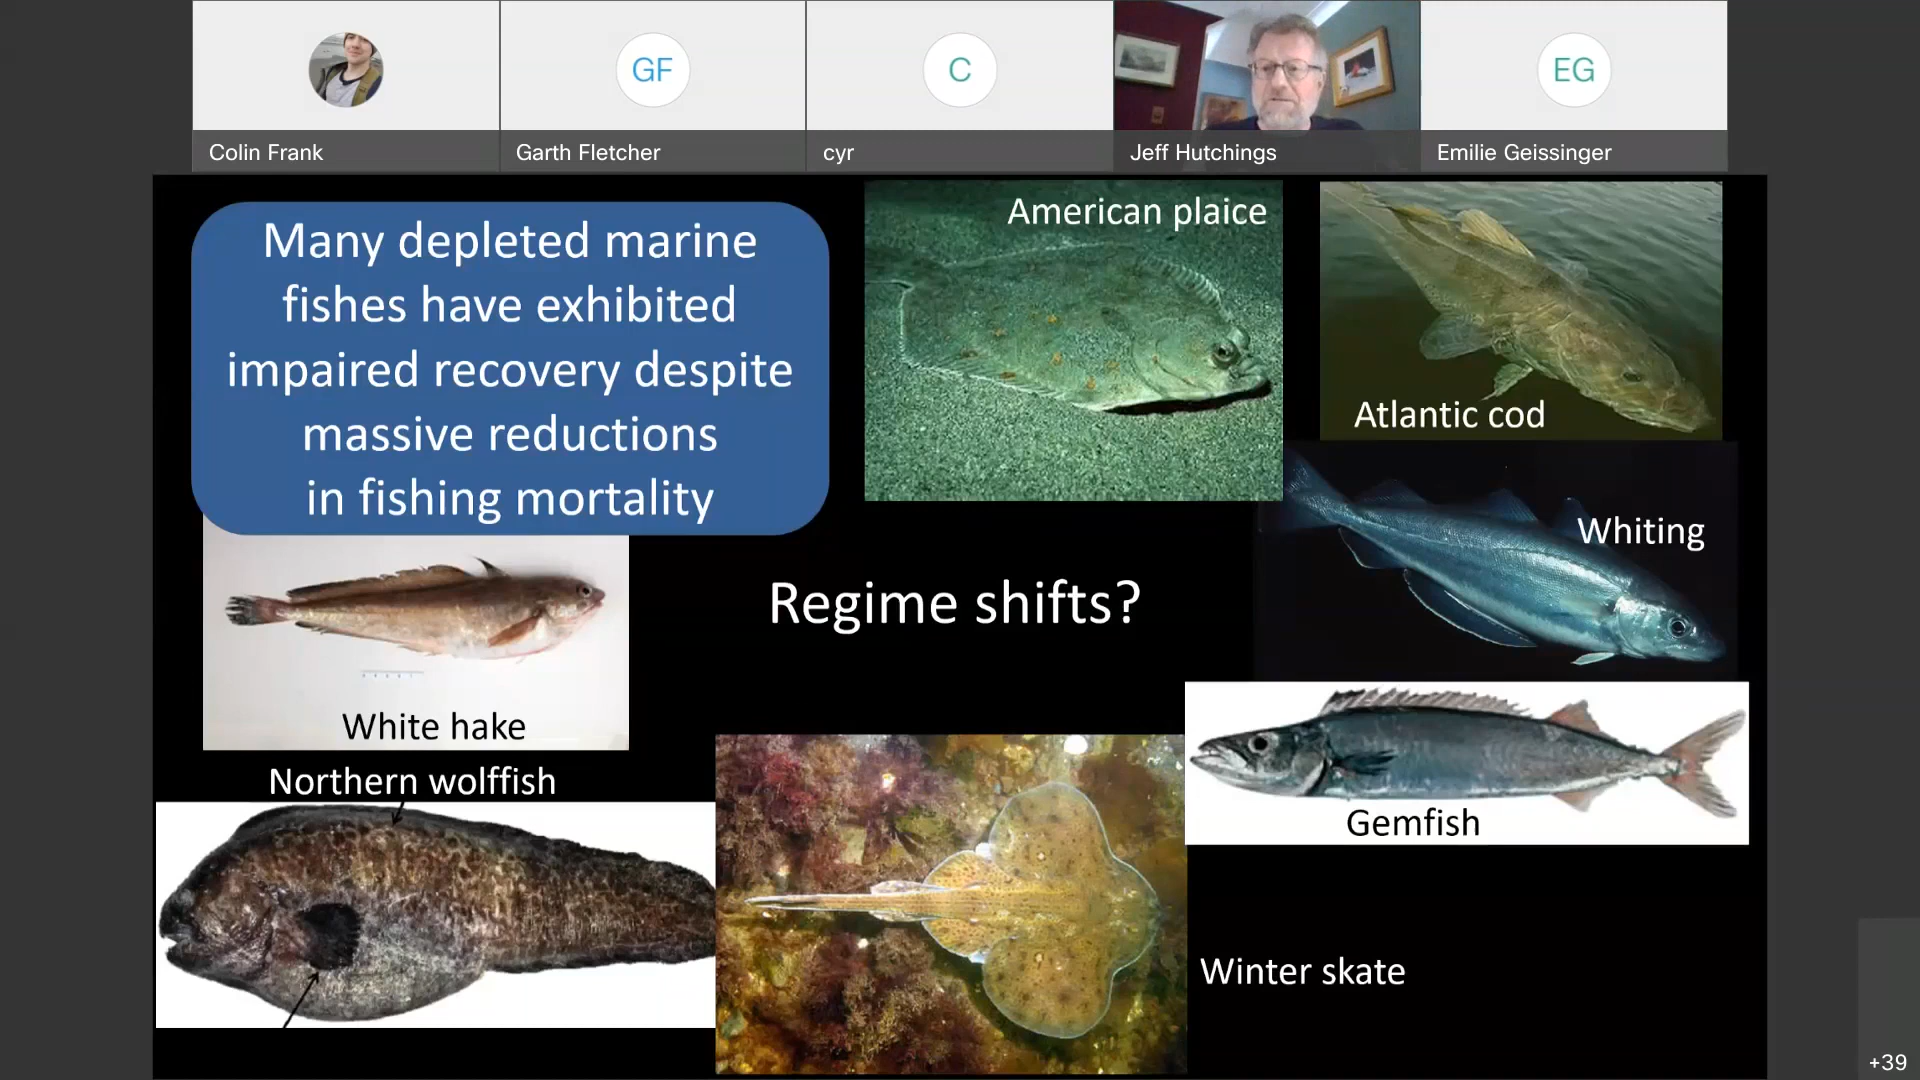 GF
C
EG
Colin Frank
Garth Fletcher
cyr
Jeff Hutchings
Emilie Geissinger
Many depleted marine
fishes have exhibited
impaired recovery despite
massive reductions
in fishing mortality
American plaice
Atlantic cod
Whiting
Regime shifts?
White hake
Northern wolffish
Gemfish
Winter skate
+39